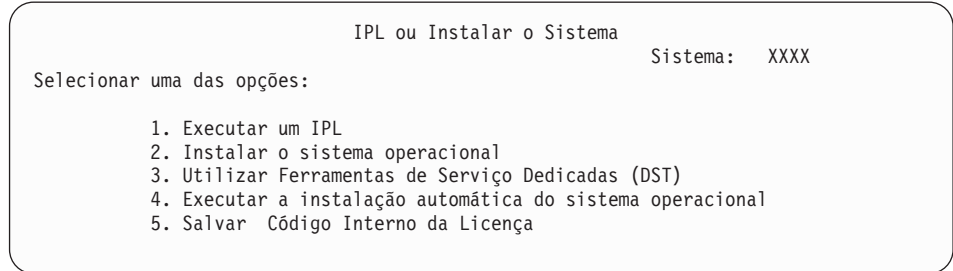 IPL ou Instalar o Sistema
Sistema: XXXX
Selecionar uma das opções:
1. Executar um IPL
2. Instalar o sistema operacional
3. Utilizar Ferramentas de Serviço Dedicadas (DST)
4. Executar a instalação automática do sistema operacional
5. Salvar Código Interno da Licença